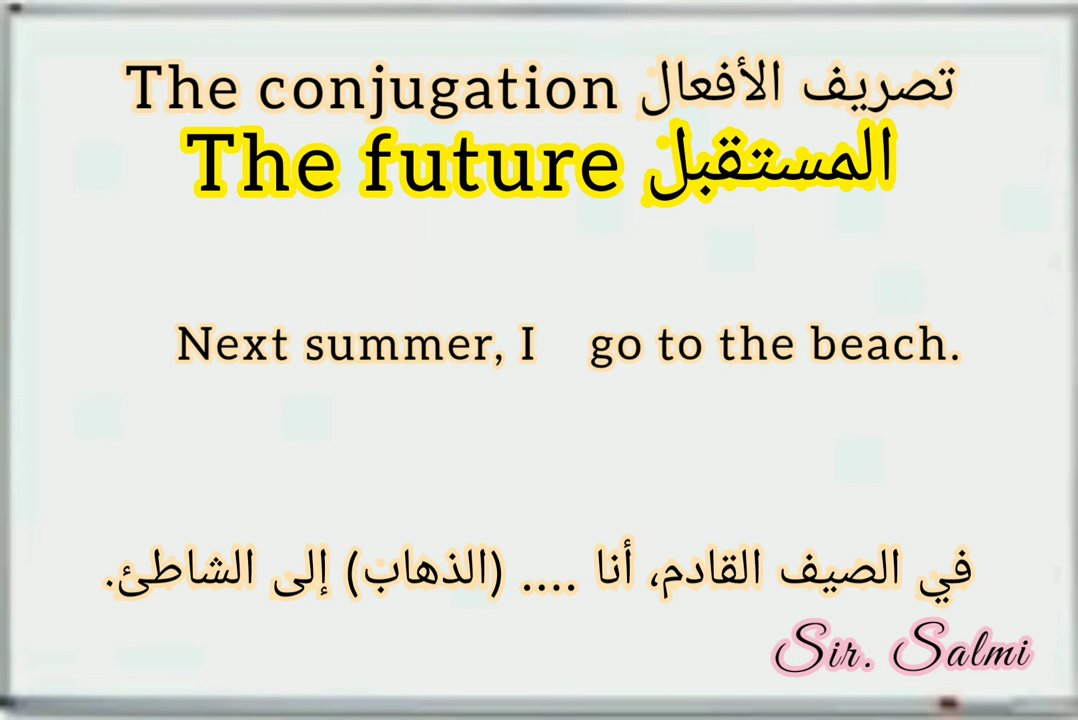 The conjugation تصريف الأفعال
The future المستقبل
Next summer, I go to the beach.
في الصيف القادم، أنا .... (الذهاب) إلى الشاطئ.
Sir. Salmi